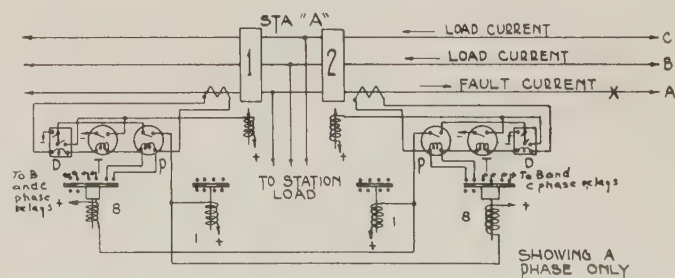 STA "A"
LOAD CURRENT
C
1
2
LOAD CURRENT
B
FAULT CURRENT
X
A
D
T
P
P
T
D
TO B
and C
phase
relays
TO STATION
LOAD
To B and
C phase relays
8
1
1
8
SHOWING A
PHASE ONLY